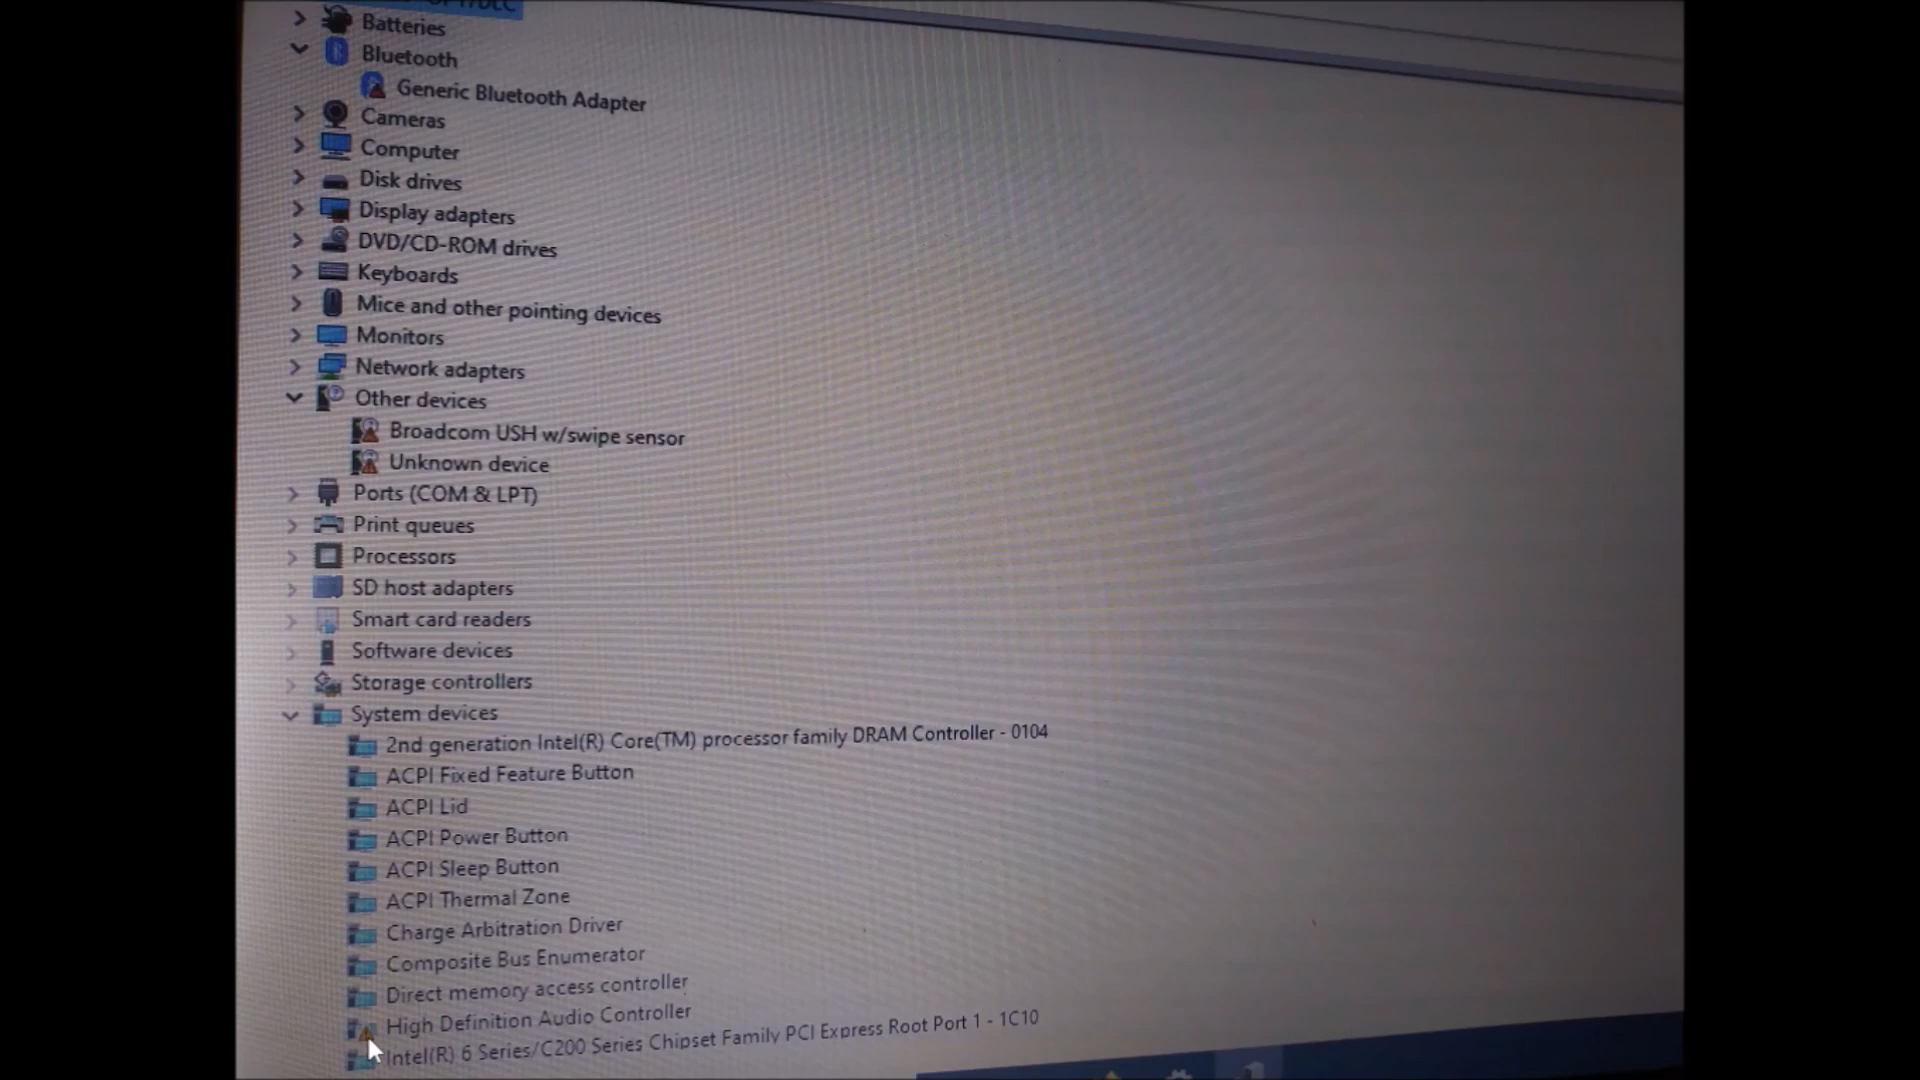 Batteries
Bluetooth
Generic Bluetooth Adapter
Cameras
Computer
Disk drives
Display adapters
DVD/CD-ROM drives
Keyboards
Mice and other pointing devices
Monitors
Network adapters
Other devices
Broadcom USH w/swipe sensor
Unknown device
Ports (COM & LPT)
Print queues
Processors
SD host adapters
Smart card readers
Software devices
Storage controllers
System devices
2nd generation Intel(R) Core(TM) processor family DRAM Controller - 0104
ACPI Fixed Feature Button
ACPI Lid
ACPI Power Button
ACPI Sleep Button
ACPI Thermal Zone
Charge Arbitration Driver
Composite Bus Enumerator
Direct memory access controller
High Definition Audio Controller
Intel(R) 6 Series/C200 Series Chipset Family PCI Express Root Port 1 - 1C10